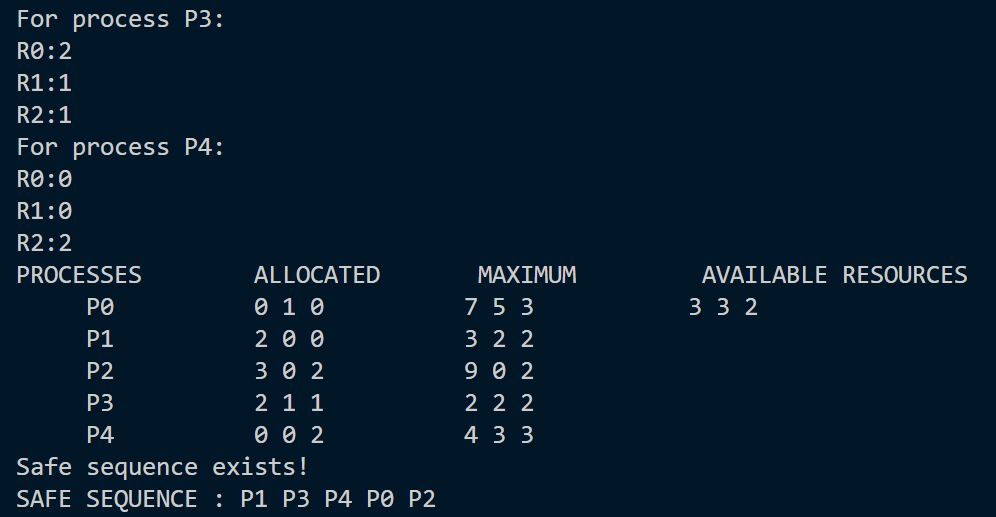 For process P3:
R0:2
R1:1
R2:1
For process P4:
R0:0
R1:0
R2:2
PROCESSES ALLOCATED MAXIMUM AVAILABLE RESOURCES
P0 0 1 0 7 5 3 3 3 2
P1 2 0 0 3 2 2
P2 3 0 2 9 0 2
P3 2 1 1 2 2 2
P4 0 0 2 4 3 3
Safe sequence exists!
SAFE SEQUENCE : P1 P3 P4 P0 P2